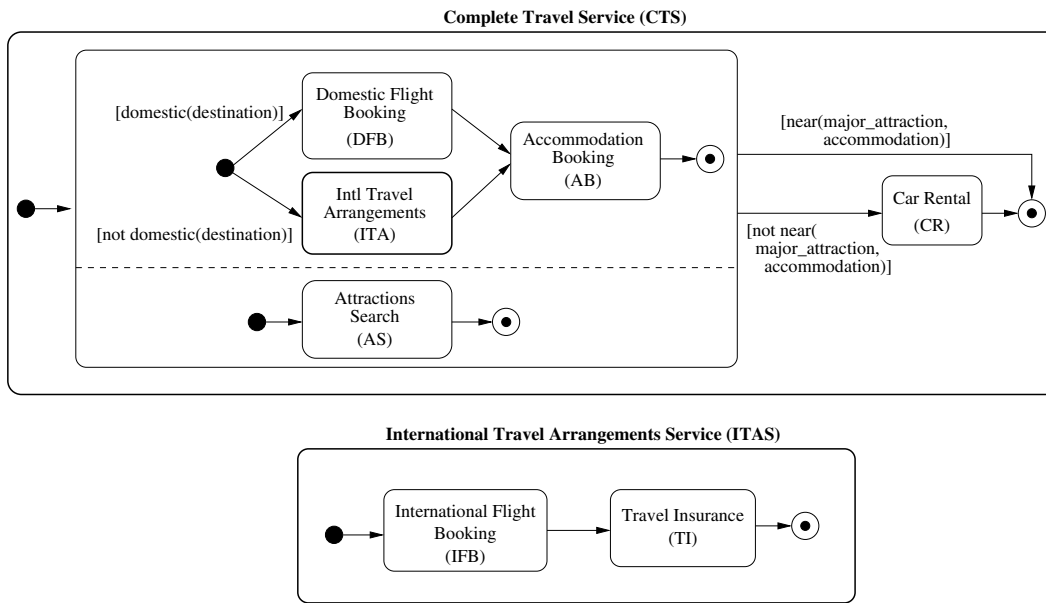 Complete Travel Service (CTS)
[domestic(destination)]
Domestic Flight
Booking
(DFB)
Accommodation
Booking
(AB)
[near(major_attraction,
accommodation)]
Intl Travel
Arrangements
(ITA)
[not domestic(destination)]
Car Rental
(CR)
[not near(
major_attraction,
accommodation)]
Attractions
Search
(AS)
International Travel Arrangements Service (ITAS)
International Flight
Booking
(IFB)
Travel Insurance
(TI)